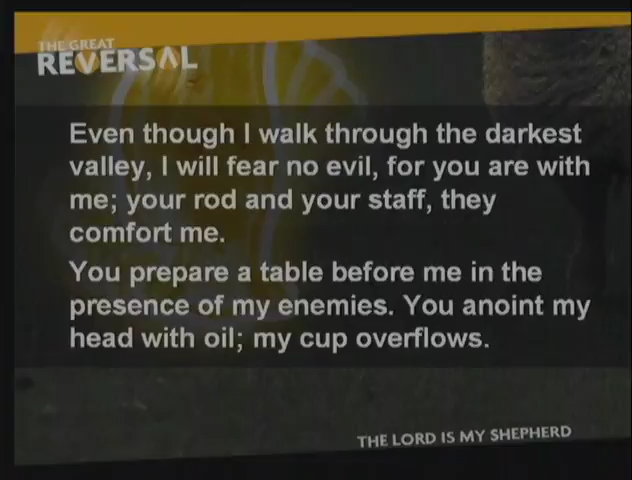 THE GREAT
REVERSAL
Even though I walk through the darkest
valley, I will fear no evil, for you are with
me; your rod and your staff, they
comfort me.
You prepare a table before me in the
presence of my enemies. You anoint my
head with oil; my cup overflows.
THE LORD IS MY SHEPHERD